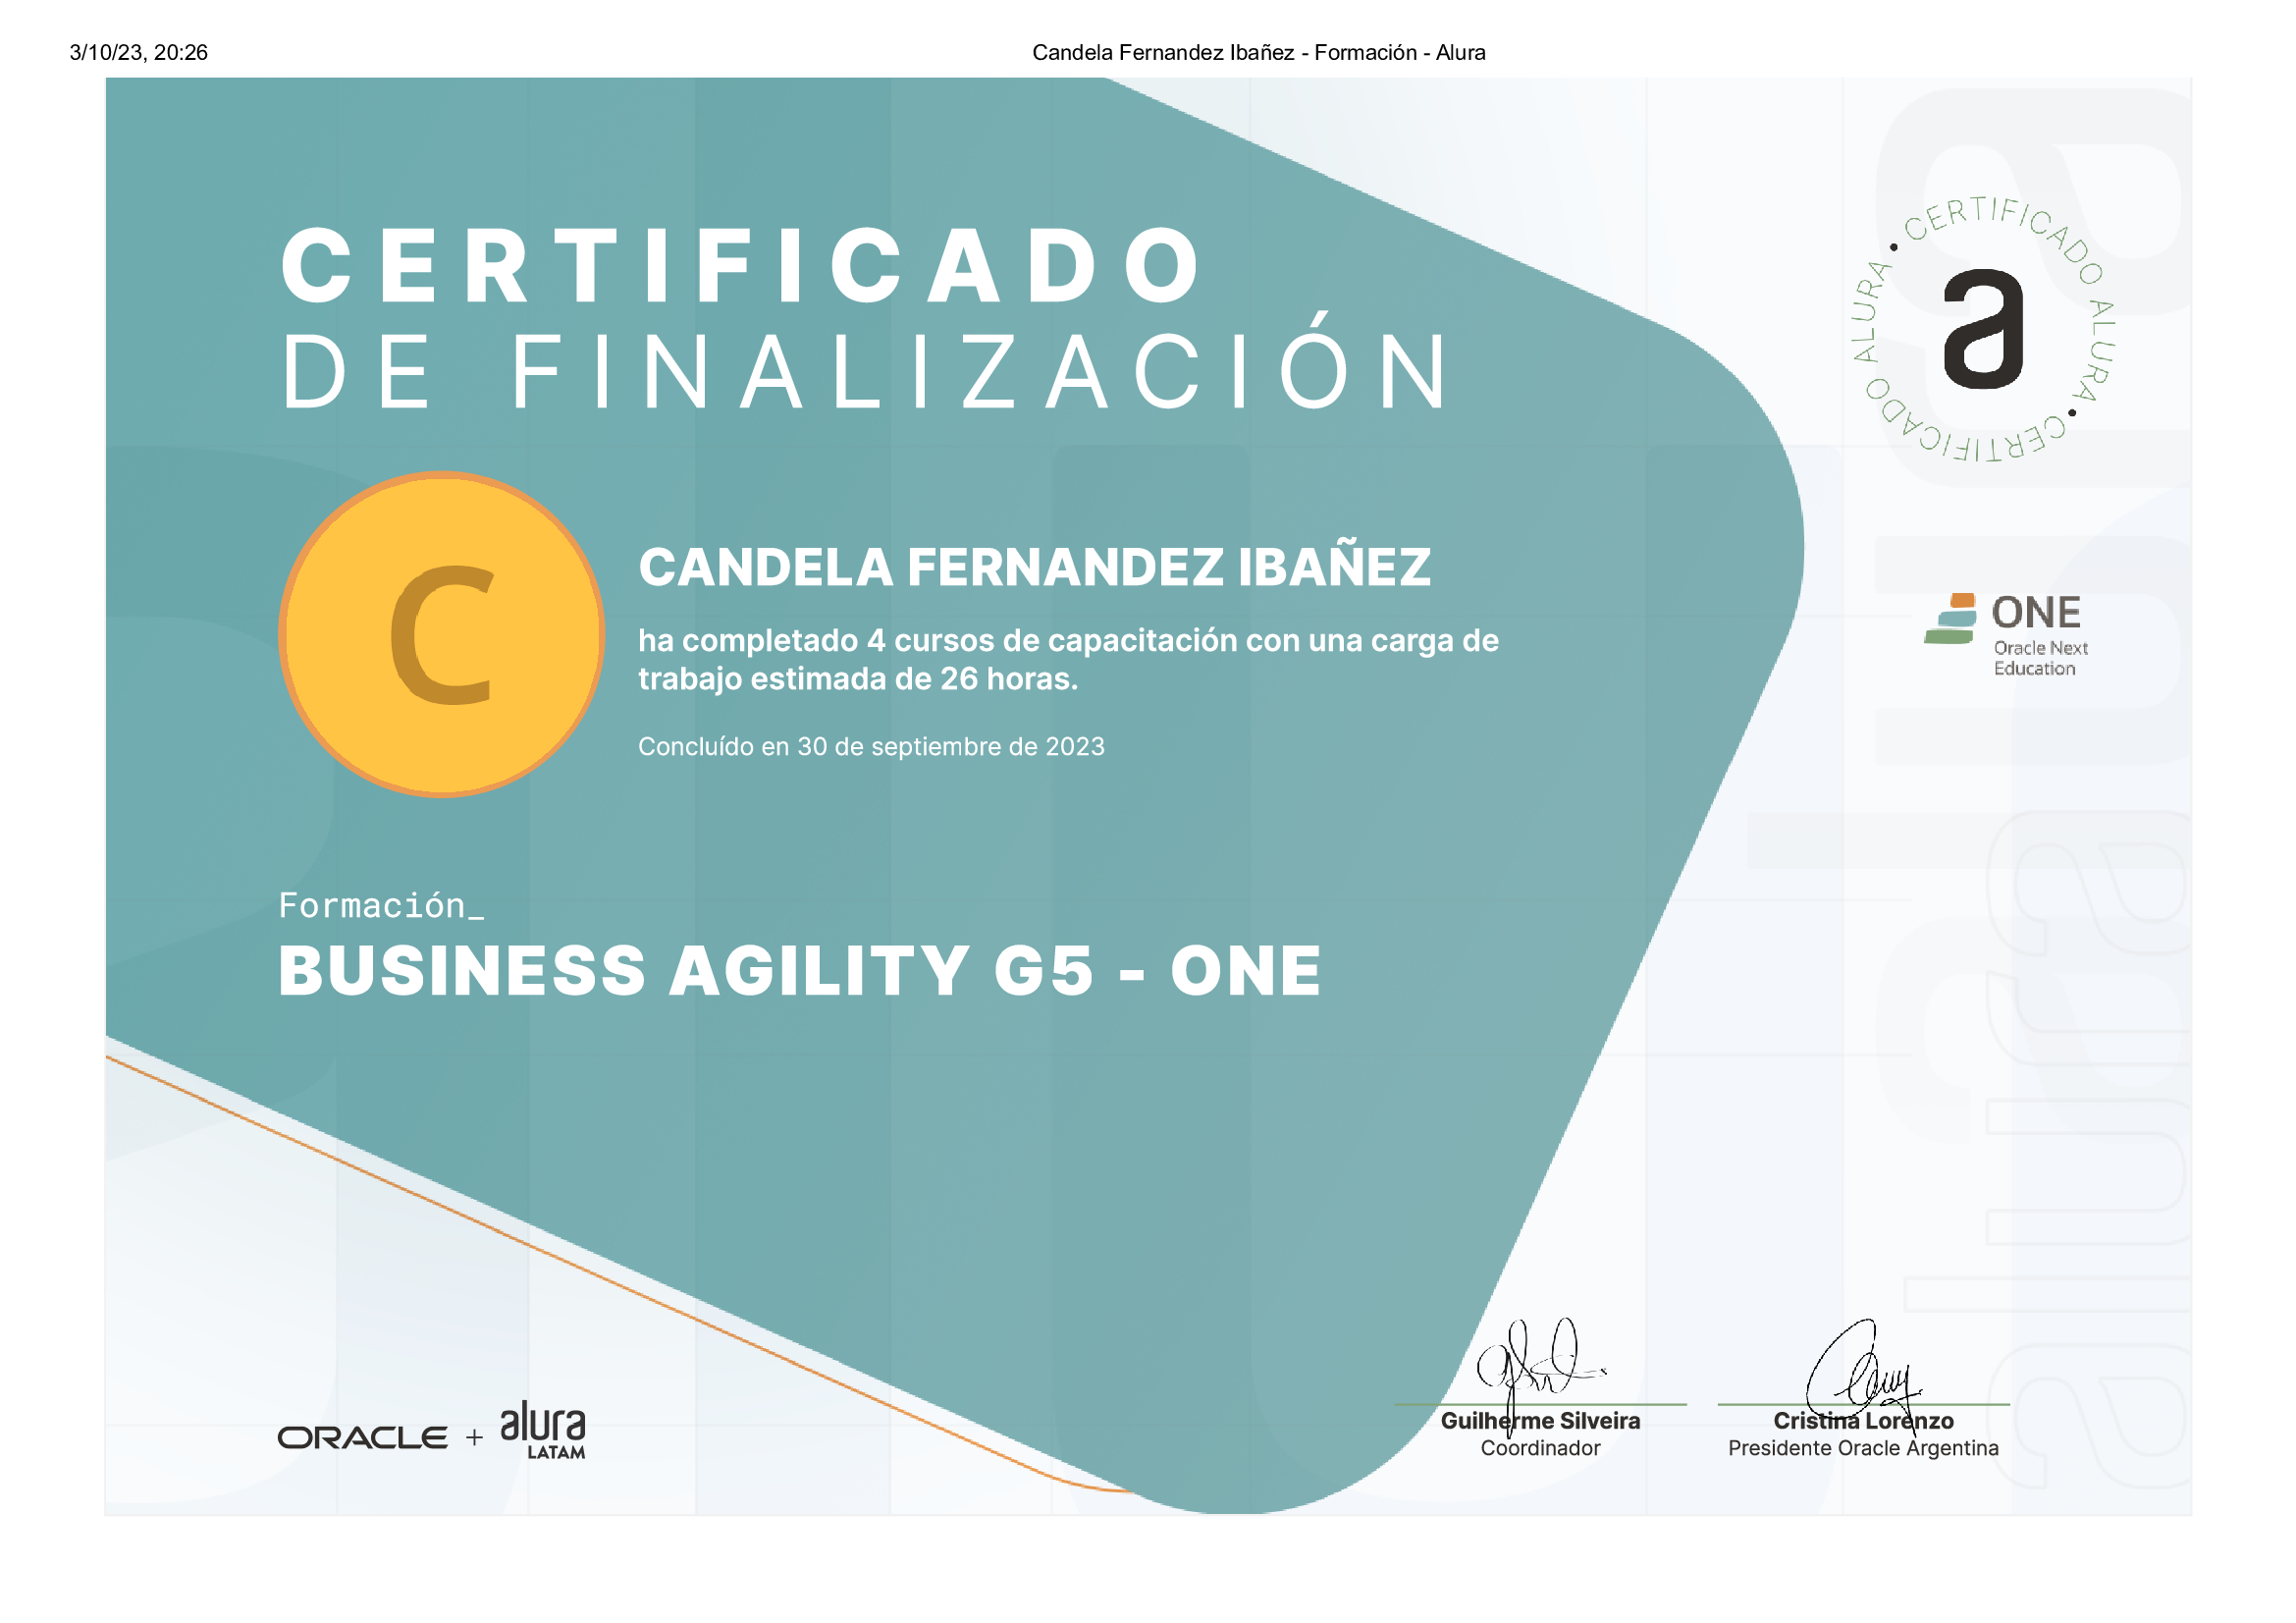 3/10/23, 20:26
Candela Fernandez Ibañez - Formación - Alura
CERTIFICADO
DE FINALIZACIÓN
CERTIFICADO ALURA • CERTIFICADO ALURA •
a
C
CANDELA FERNANDEZ IBAÑEZ
ha completado 4 cursos de capacitación con una carga de
trabajo estimada de 26 horas.
Concluído en 30 de septiembre de 2023
ONE
Oracle Next
Education
Formación_
BUSINESS AGILITY G5 - ONE
alura
ORACLE + alura
LATAM
Guilherme Silveira
Coordinador
Cristina Lorenzo
Presidente Oracle Argentina